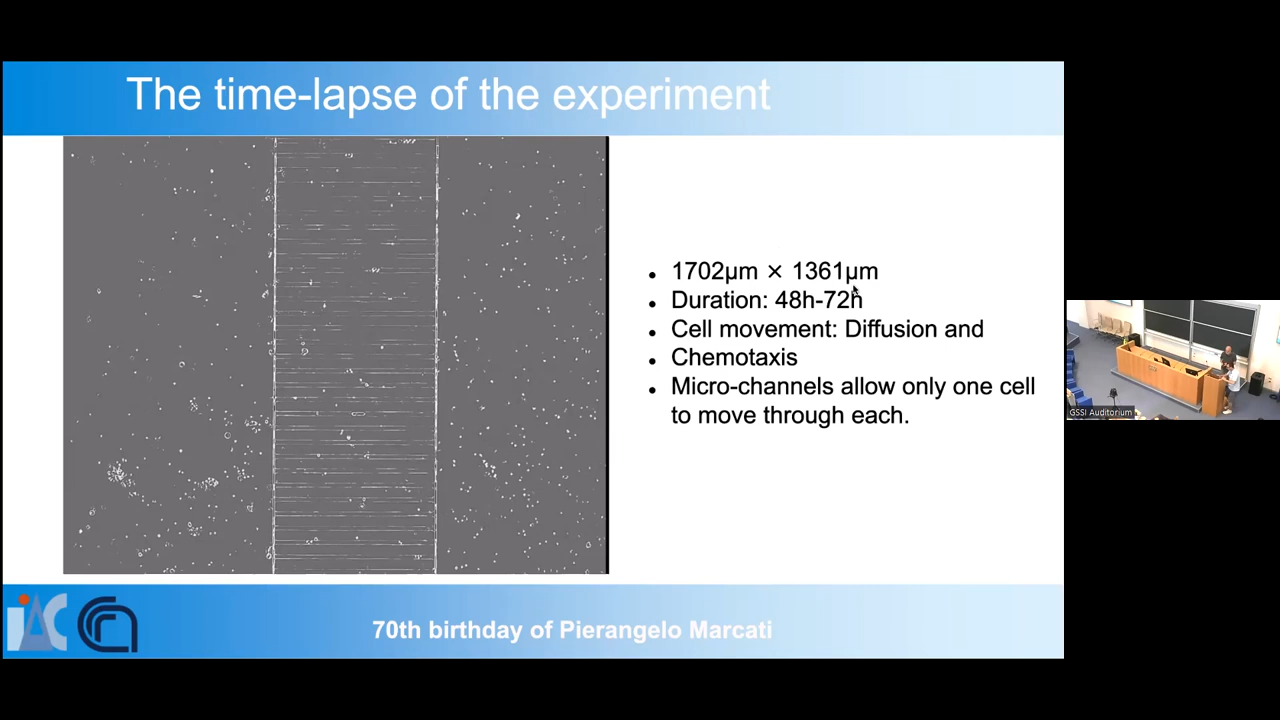 The time-lapse of the experiment
1702µm × 1361µm
Duration: 48h-72h
Cell movement: Diffusion and
Chemotaxis
Micro-channels allow only one cell
to move through each.
iAC
70th birthday of Pierangelo Marcati
GSSI Auditorium